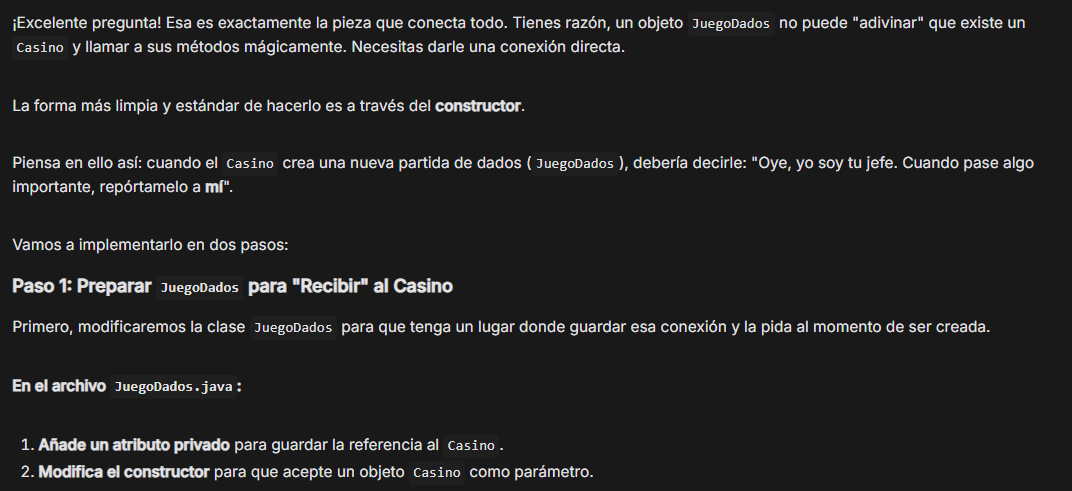 ¡Excelente pregunta! Esa es exactamente la pieza que conecta todo. Tienes razón, un objeto JuegoDados no puede "adivinar" que existe un
Casino y llamar a sus métodos mágicamente. Necesitas darle una conexión directa.
La forma más limpia y estándar de hacerlo es a través del constructor.
Piensa en ello así: cuando el Casino crea una nueva partida de dados ( JuegoDados ), debería decirle: "Oye, yo soy tu jefe. Cuando pase algo
importante, repórtamelo a mí".
Vamos a implementarlo en dos pasos:
Paso 1: Preparar JuegoDados para "Recibir" al Casino
Primero, modificaremos la clase JuegoDados para que tenga un lugar donde guardar esa conexión y la pida al momento de ser creada.
En el archivo JuegoDados.java :
1. Añade un atributo privado para guardar la referencia al Casino .
2. Modifica el constructor para que acepte un objeto Casino como parámetro.